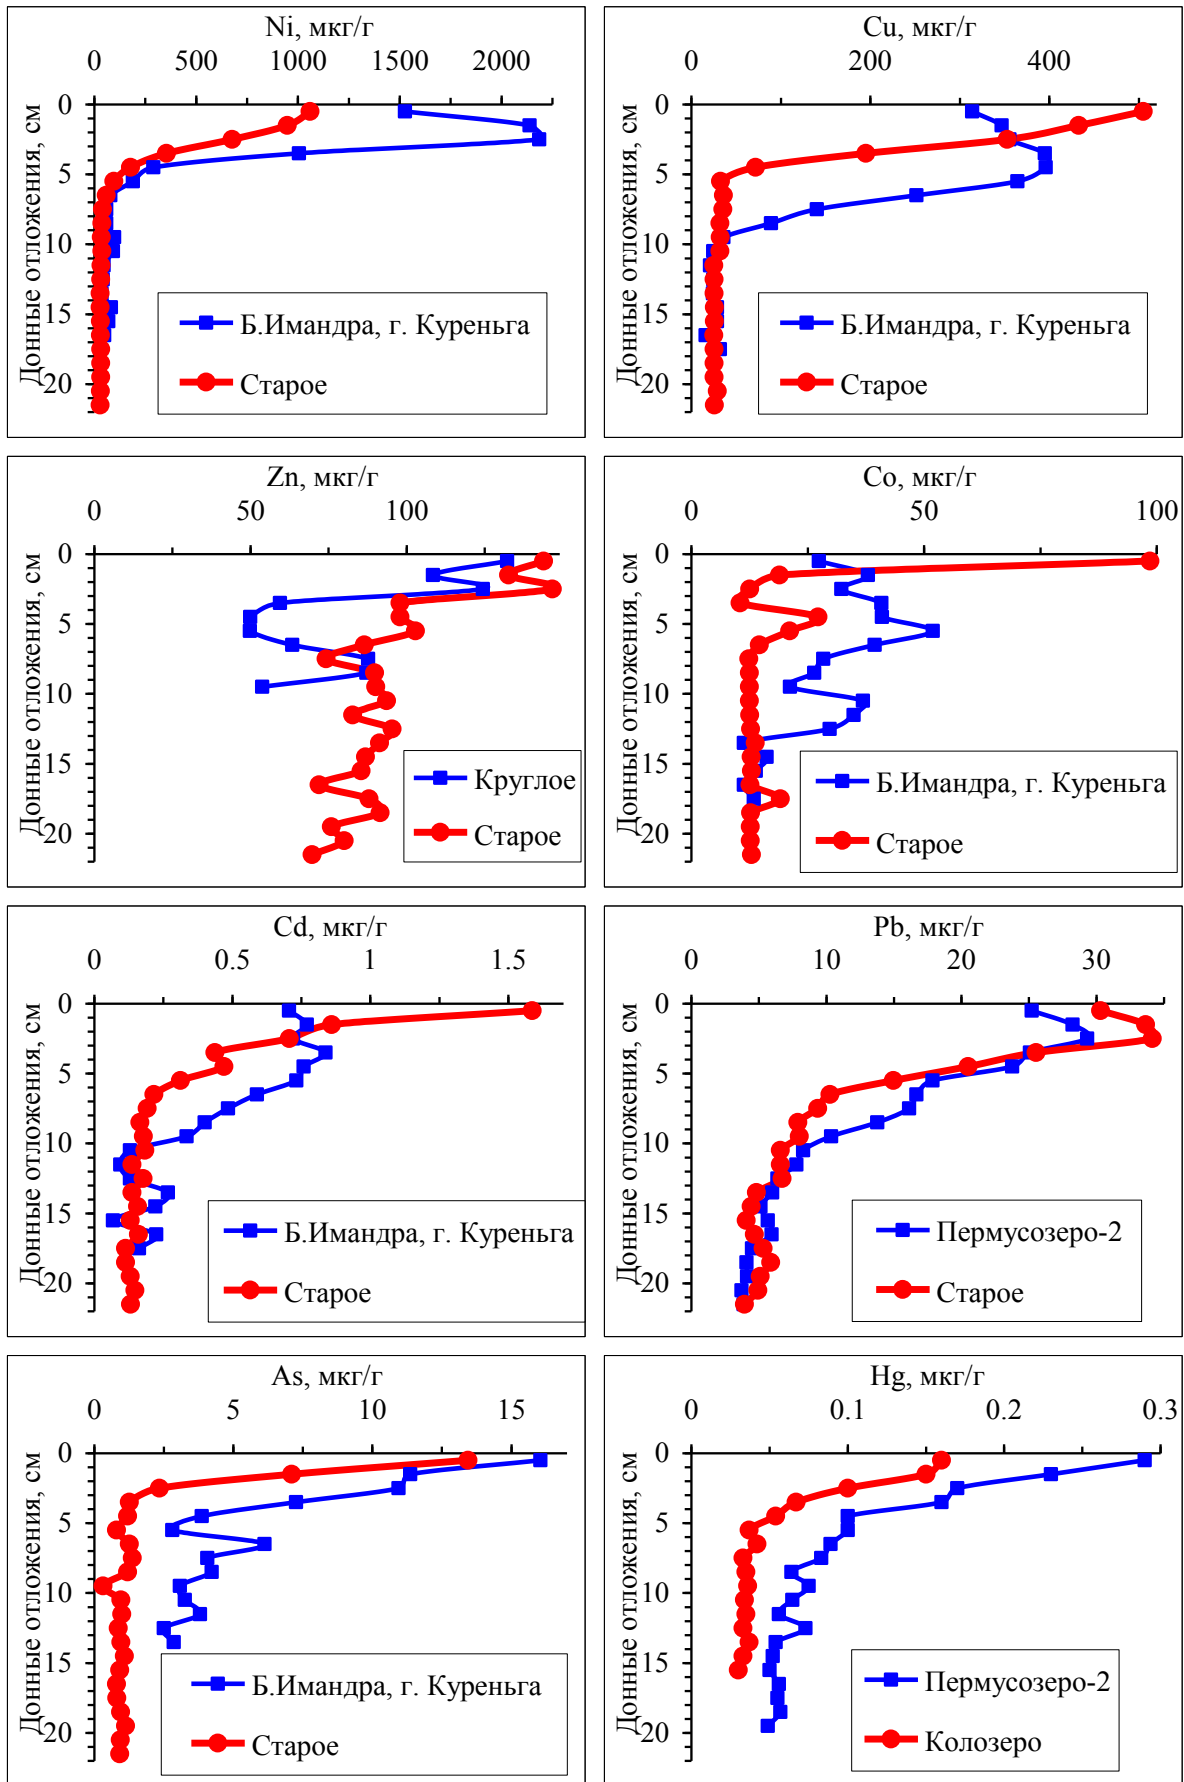 Ni, мкг/г
0 500 1000 1500 2000
0
5
10
15
20
Донные отложения, см
Б.Имандра, г. Куреньга
Старое
Cu, мкг/г
0 200 400
0
5
10
15
20
Донные отложения, см
Б.Имандра, г. Куреньга
Старое
Zn, мкг/г
0 50 100
0
5
10
15
20
Донные отложения, см
Круглое
Старое
Co, мкг/г
0 50 100
0
5
10
15
20
Донные отложения, см
Б.Имандра, г. Куреньга
Старое
Cd, мкг/г
0 0.5 1 1.5
0
5
10
15
20
Донные отложения, см
Б.Имандра, г. Куреньга
Старое
Pb, мкг/г
0 10 20 30
0
5
10
15
20
Донные отложения, см
Пермусозеро-2
Старое
As, мкг/г
0 5 10 15
0
5
10
15
20
Донные отложения, см
Б.Имандра, г. Куреньга
Старое
Hg, мкг/г
0 0.1 0.2 0.3
0
5
10
15
20
Донные отложения, см
Пермусозеро-2
Колозеро